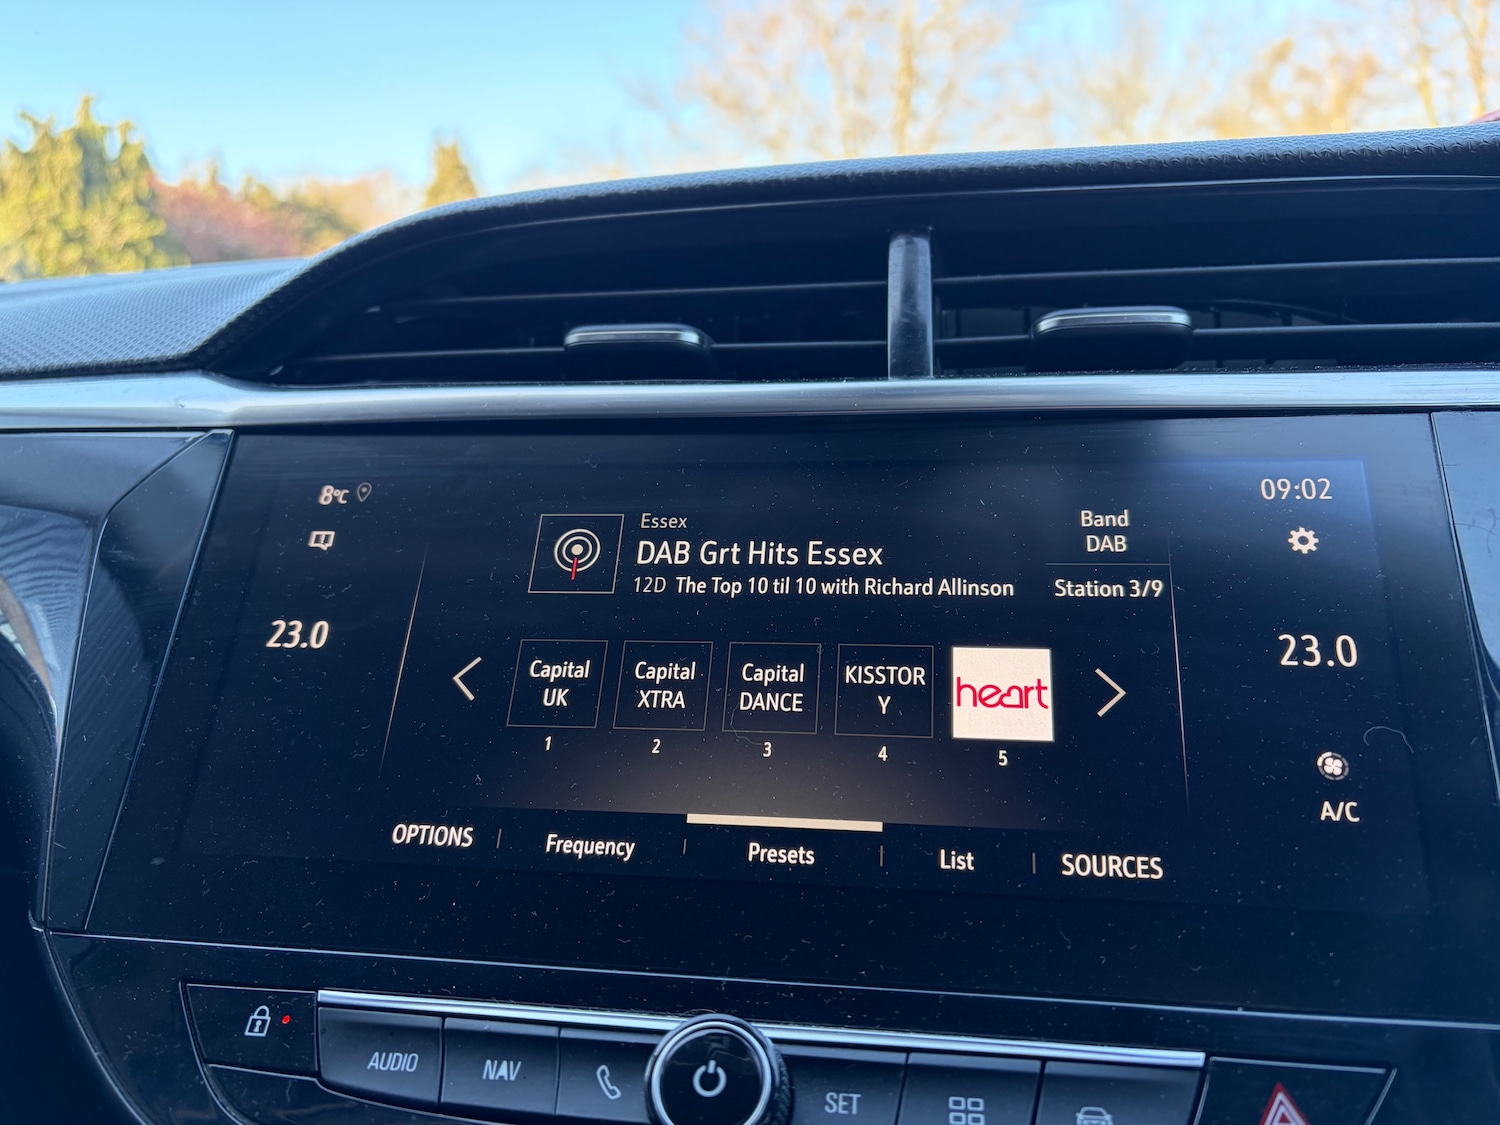 8°C
09:02
Essex
DAB Grt Hits Essex
12D The Top 10 til 10 with Richard Allinson
Band
DAB
Station 3/9
23.0
23.0
Capital
UK
Capital
XTRA
Capital
DANCE
KISSTOR
Y
heart
1
2
3
4
5
A/C
OPTIONS
Frequency
Presets
List
SOURCES
AUDIO
NAV
SET